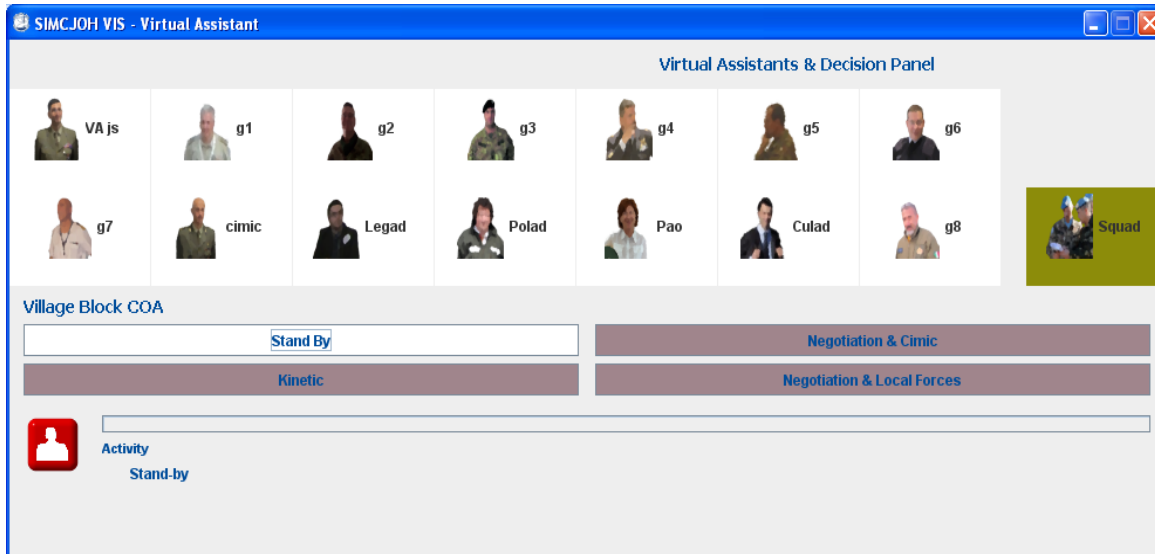 SIMCJOH VIS - Virtual Assistant
Virtual Assistants & Decision Panel
VA js g1 g2 g3 g4 g5 g6
g7 cimic Legad Polad Pao Culad g8 Squad
Village Block COA
Stand By Negotiation & Cimic
Kinetic Negotiation & Local Forces
Activity
Stand-by